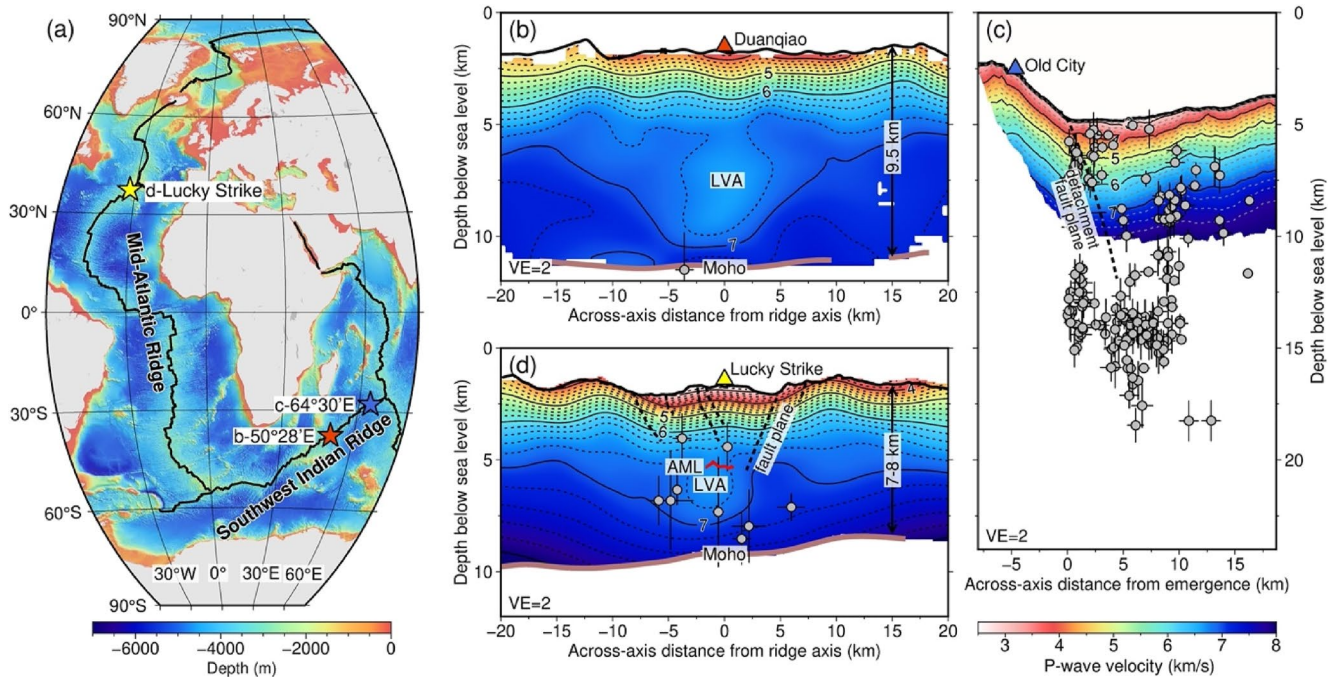 (a)
90°N
60°N
30°N
0°
30°S
60°S
90°S
30°W
0°
30°E
60°E
d-Lucky Strike
Mid-Atlantic Ridge
c-64°30'E
b-50°28'E
Southwest Indian Ridge
−6000
−4000
−2000
0
Depth (m)
(b)
Duanqiao
0
5
10
Depth below sea level (km)
5
6
7
LVA
9.5 km
Moho
VE=2
−20
−15
−10
−5
0
5
10
15
20
Across-axis distance from ridge axis (km)
(d)
Lucky Strike
0
5
10
Depth below sea level (km)
4
5
6
7
AML
LVA
fault plane
7-8 km
Moho
VE=2
−20
−15
−10
−5
0
5
10
15
20
Across-axis distance from ridge axis (km)
(c)
Old City
0
5
10
15
20
Depth below sea level (km)
5
6
7
detachment
fault plane
VE=2
−5
0
5
10
15
Across-axis distance from emergence (km)
3
4
5
6
7
8
P-wave velocity (km/s)